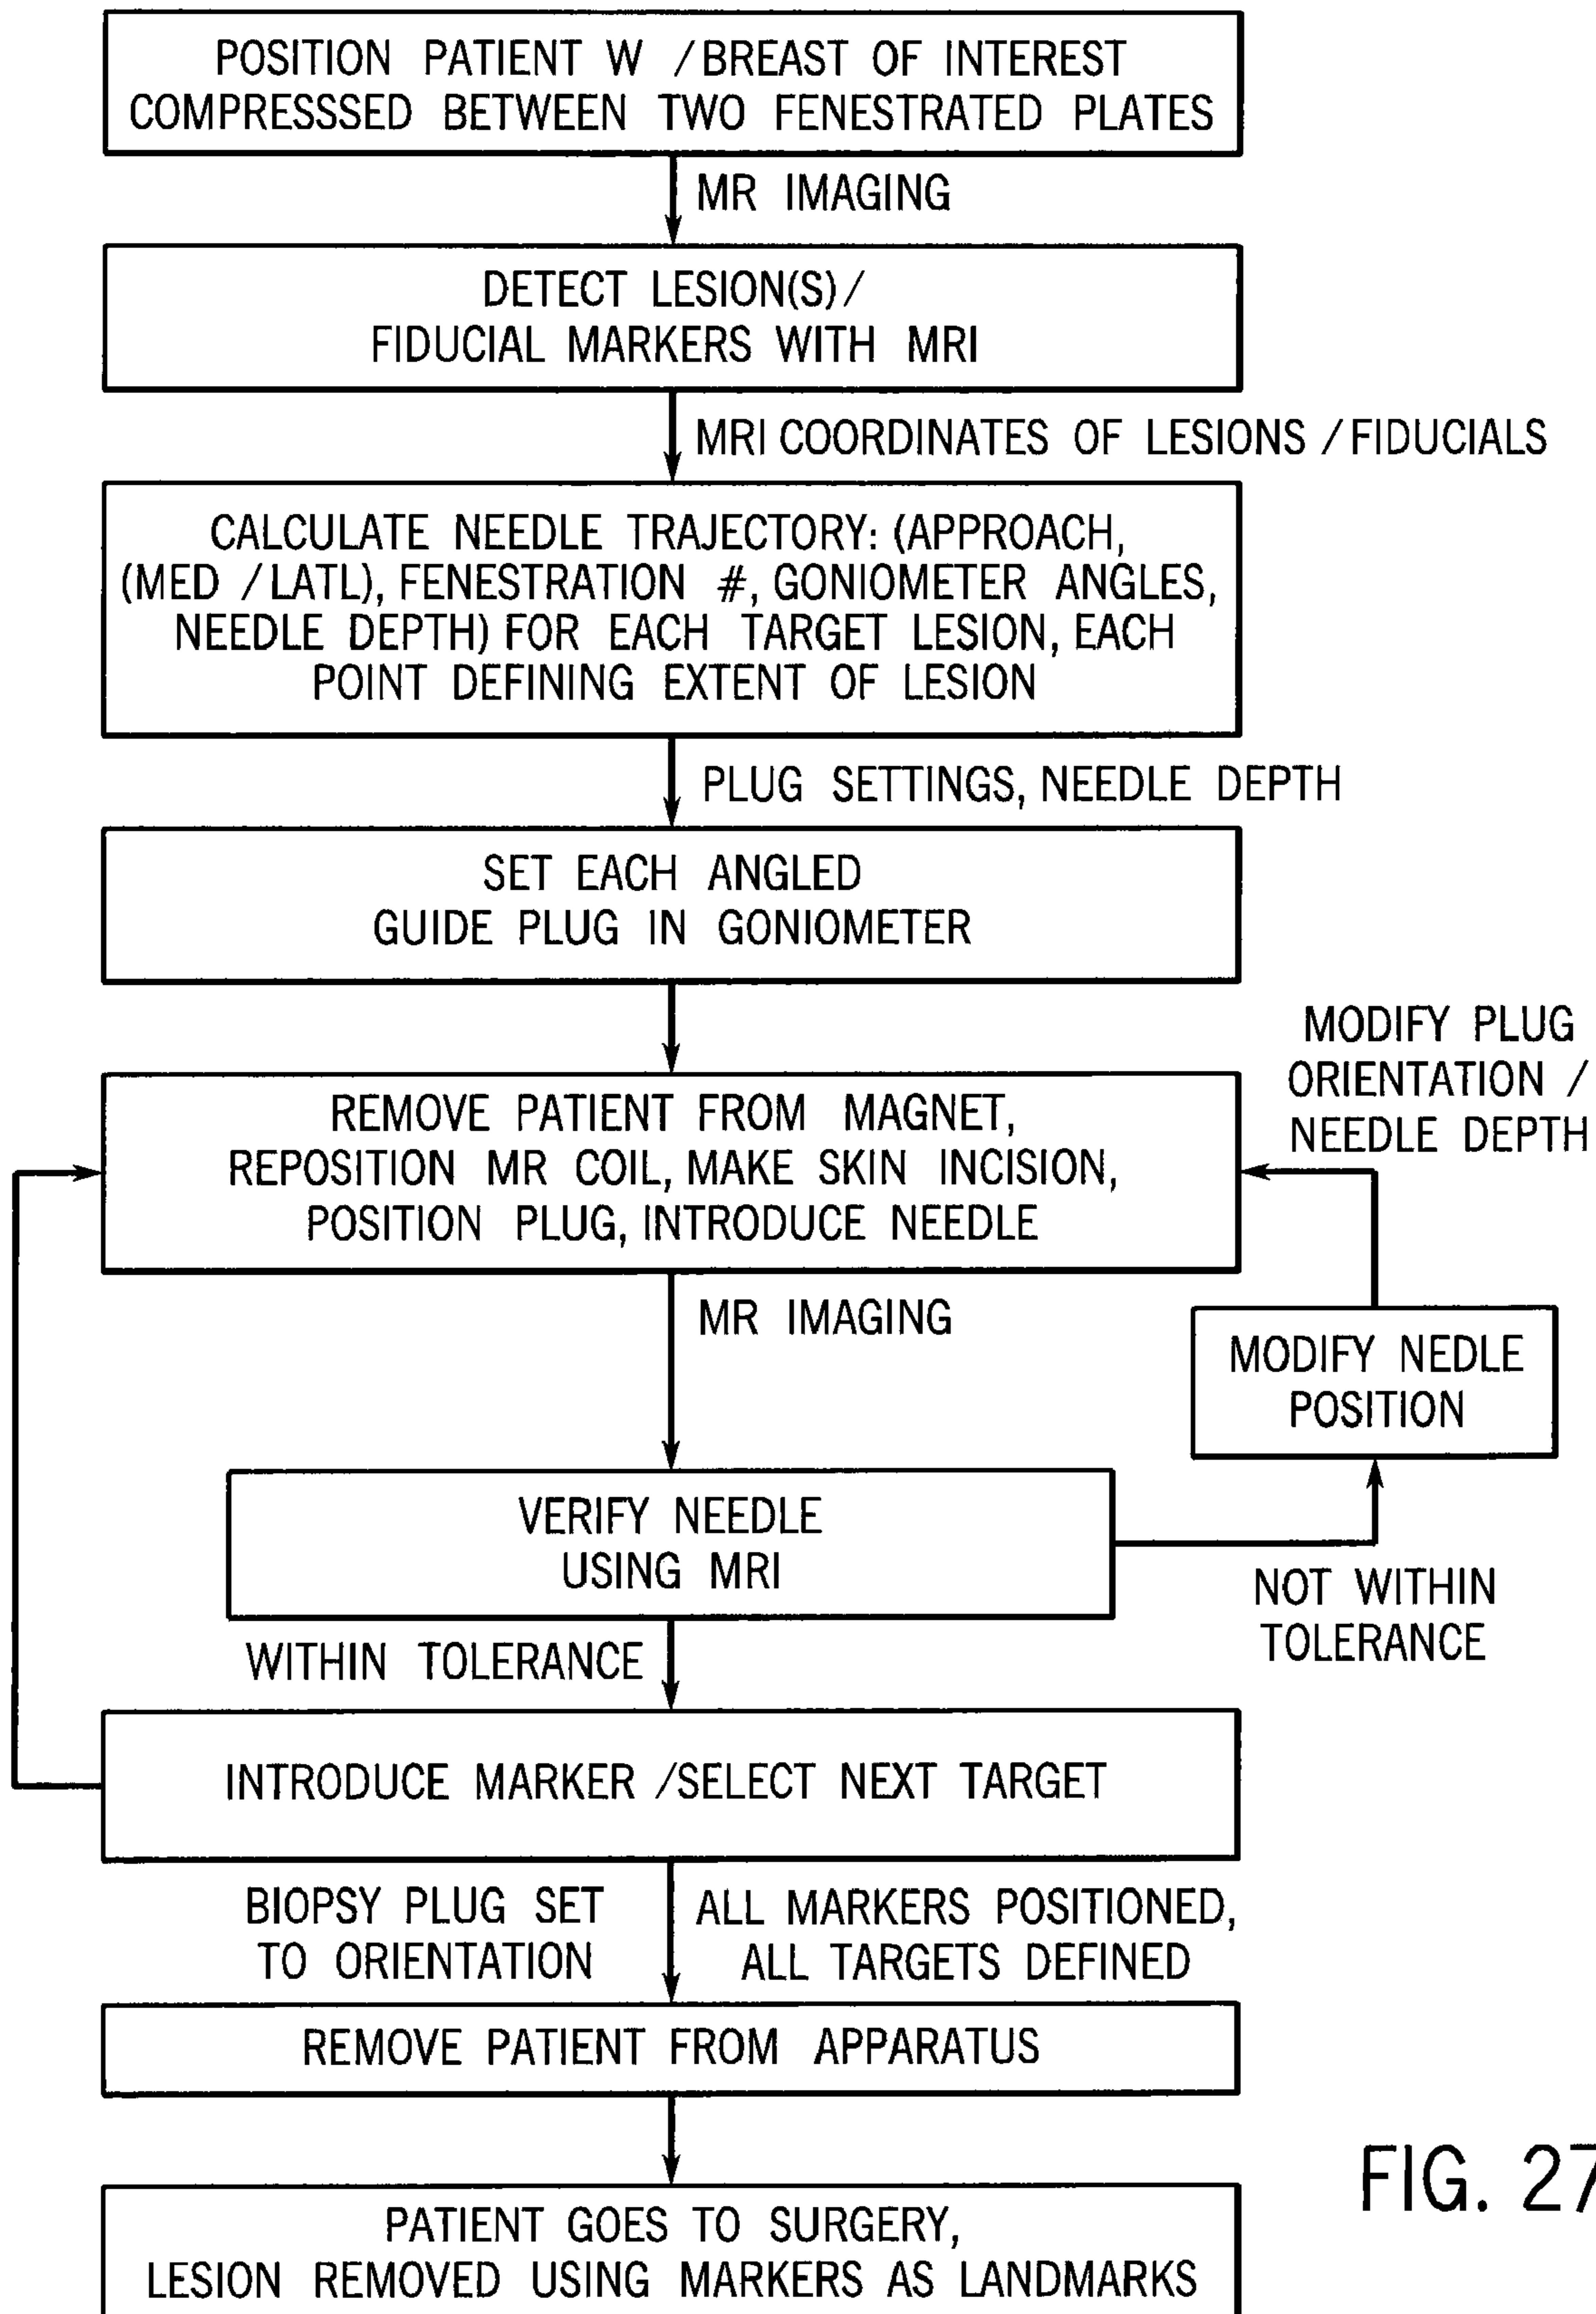 POSITION PATIENT W / BREAST OF INTEREST
COMPRESSSED BETWEEN TWO FENESTRATED PLATES
MR IMAGING
DETECT LESION(S) /
FIDUCIAL MARKERS WITH MRI
MRI COORDINATES OF LESIONS / FIDUCIALS
CALCULATE NEEDLE TRAJECTORY: (APPROACH,
(MED / LATL), FENESTRATION #, GONIOMETER ANGLES,
NEEDLE DEPTH) FOR EACH TARGET LESION, EACH
POINT DEFINING EXTENT OF LESION
PLUG SETTINGS, NEEDLE DEPTH
SET EACH ANGLED
GUIDE PLUG IN GONIOMETER
MODIFY PLUG
ORIENTATION /
NEEDLE DEPTH
REMOVE PATIENT FROM MAGNET,
REPOSITION MR COIL, MAKE SKIN INCISION,
POSITION PLUG, INTRODUCE NEEDLE
MR IMAGING
MODIFY NEDLE
POSITION
VERIFY NEEDLE
USING MRI
NOT WITHIN
TOLERANCE
WITHIN TOLERANCE
INTRODUCE MARKER / SELECT NEXT TARGET
BIOPSY PLUG SET
TO ORIENTATION
ALL MARKERS POSITIONED,
ALL TARGETS DEFINED
REMOVE PATIENT FROM APPARATUS
PATIENT GOES TO SURGERY,
LESION REMOVED USING MARKERS AS LANDMARKS
FIG. 27